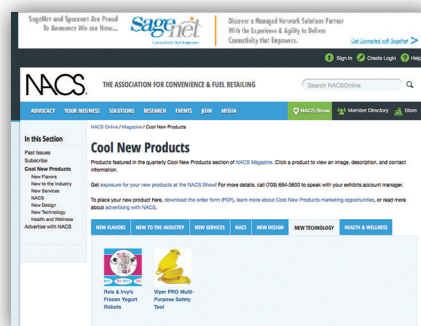 SageNet and Spacenet Are Proud
To Announce We are Now...
Sagenet
Connectivity that Empowers
Discover a Managed Network Solutions Partner
With the Experience & Agility to Deliver
Connectivity that Empowers.
Get Connected with SageNet >
Sign In Create Login Help
NACS
THE ASSOCIATION FOR CONVENIENCE & FUEL RETAILING
Search NACSOnline
ADVOCACY YOUR BUSINESS SOLUTIONS RESEARCH EVENTS JOIN MEDIA
NACS Show Member Directory Store
In this Section
Past Issues
Subscribe
Cool New Products
New Flavors
New to the Industry
New Services
NACS
New Design
New Technology
Health and Wellness
Advertise with NACS
NACS Online / Magazine / Cool New Products
Cool New Products
Products featured in the quarterly Cool New Products section of NACS Magazine. Click a product to view an image, description, and contact
information.
Get exposure for your new products at the NACS Show! For more details, call (703) 684-3600 to speak with your exhibits account manager.
To place your new product here, download the order form (PDF), learn more about Cool New Products marketing opportunities, or read more
about advertising with NACS.
NEW FLAVORS NEW TO THE INDUSTRY NEW SERVICES NACS NEW DESIGN NEW TECHNOLOGY HEALTH & WELLNESS
Reis & Irvy's
Frozen Yogurt
Robots
Viper PRO Multi-
Purpose Safety
Tool